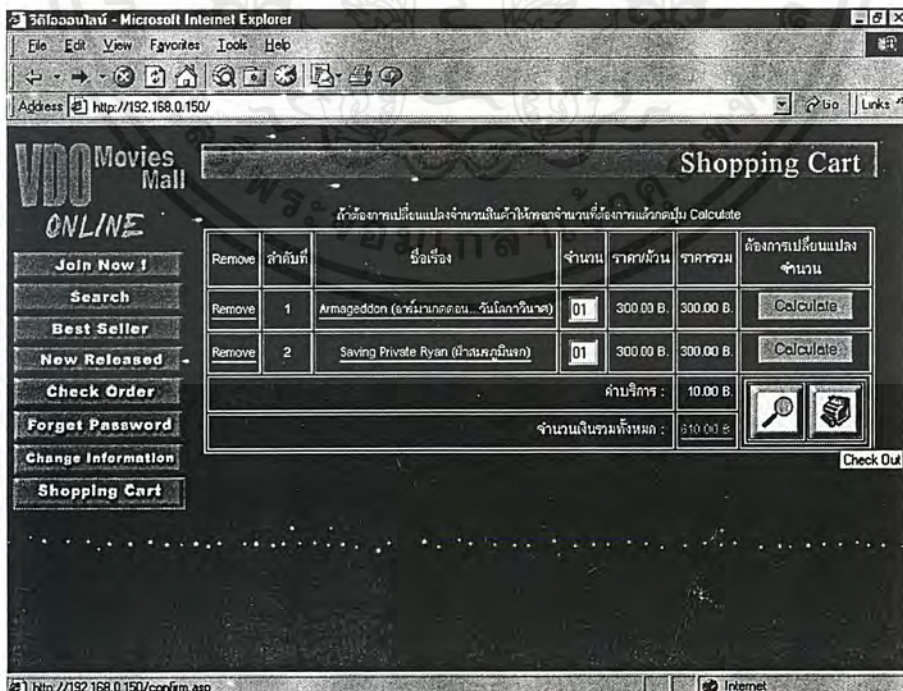 วิดีโอออนไลน์ - Microsoft Internet Explorer
File Edit View Favorites Tools Help
Address http://192.168.0.150/ Go Links
VDO Movies Mall
ONLINE
Shopping Cart
ถ้าต้องการเปลี่ยนแปลงจำนวนสินค้าให้กรอกจำนวนที่ต้องการแล้วกดปุ่ม Calculate
Join Now !
Search
Best Seller
New Released
Check Order
Forget Password
Change Information
Shopping Cart
Remove ลำดับที่ ชื่อเรื่อง จำนวน ราคา/ม้วน ราคารวม ต้องการเปลี่ยนแปลงจำนวน
Remove 1 Armageddon (อาร์มาเกดดอน...วันโลกาวินาศ) 01 300.00 B. 300.00 B. Calculate
Remove 2 Saving Private Ryan (ฝ่าสมรภูมินรก) 01 300.00 B. 300.00 B. Calculate
ค่าบริการ : 10.00 B.
จำนวนเงินรวมทั้งหมด : 610.00 B.
Check Out
http://192.168.0.150/confirm.asp Internet